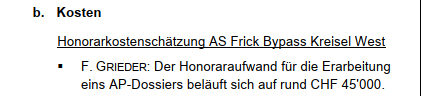 b. Kosten
Honorarkostenschätzung AS Frick Bypass Kreisel West
▪ F. GRIEDER: Der Honoraraufwand für die Erarbeitung
eins AP-Dossiers beläuft sich auf rund CHF 45'000.